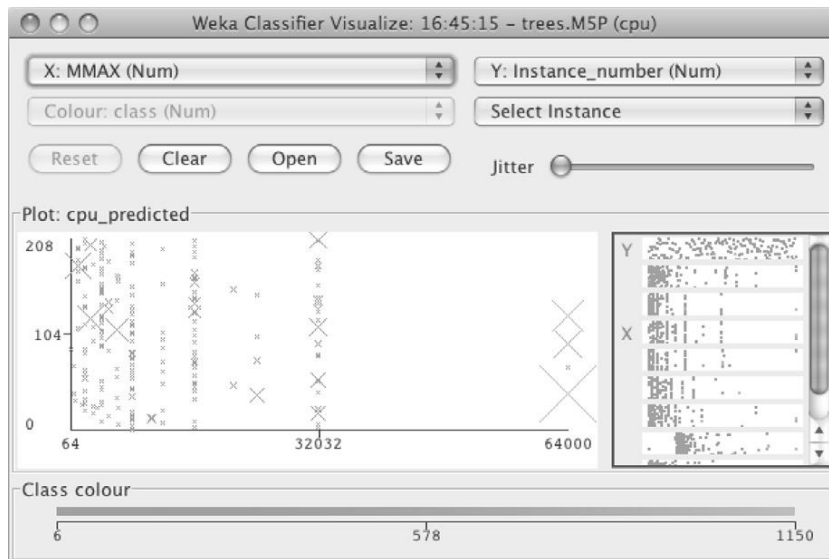 Weka Classifier Visualize: 16:45:15 – trees.M5P (cpu)
X: MMAX (Num)
Y: Instance_number (Num)
Colour: class (Num)
Select Instance
Reset
Clear
Open
Save
Jitter
Plot: cpu_predicted
208
104
0
64
32032
64000
Y
X
Class colour
6
578
1150